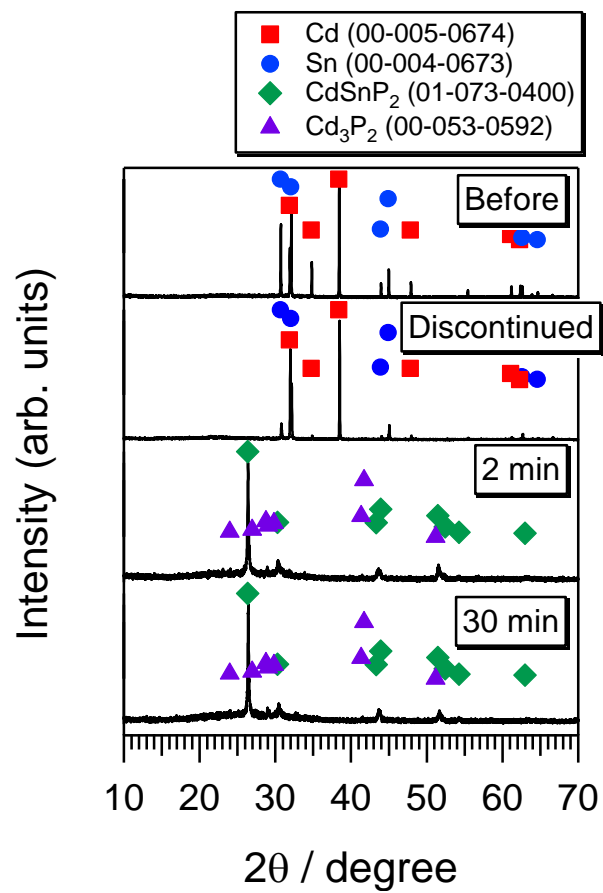 Cd (00-005-0674)
Sn (00-004-0673)
CdSnP₂ (01-073-0400)
Cd₃P₂ (00-053-0592)
Before
Discontinued
2 min
30 min
Intensity (arb. units)
10 20 30 40 50 60 70
2θ / degree